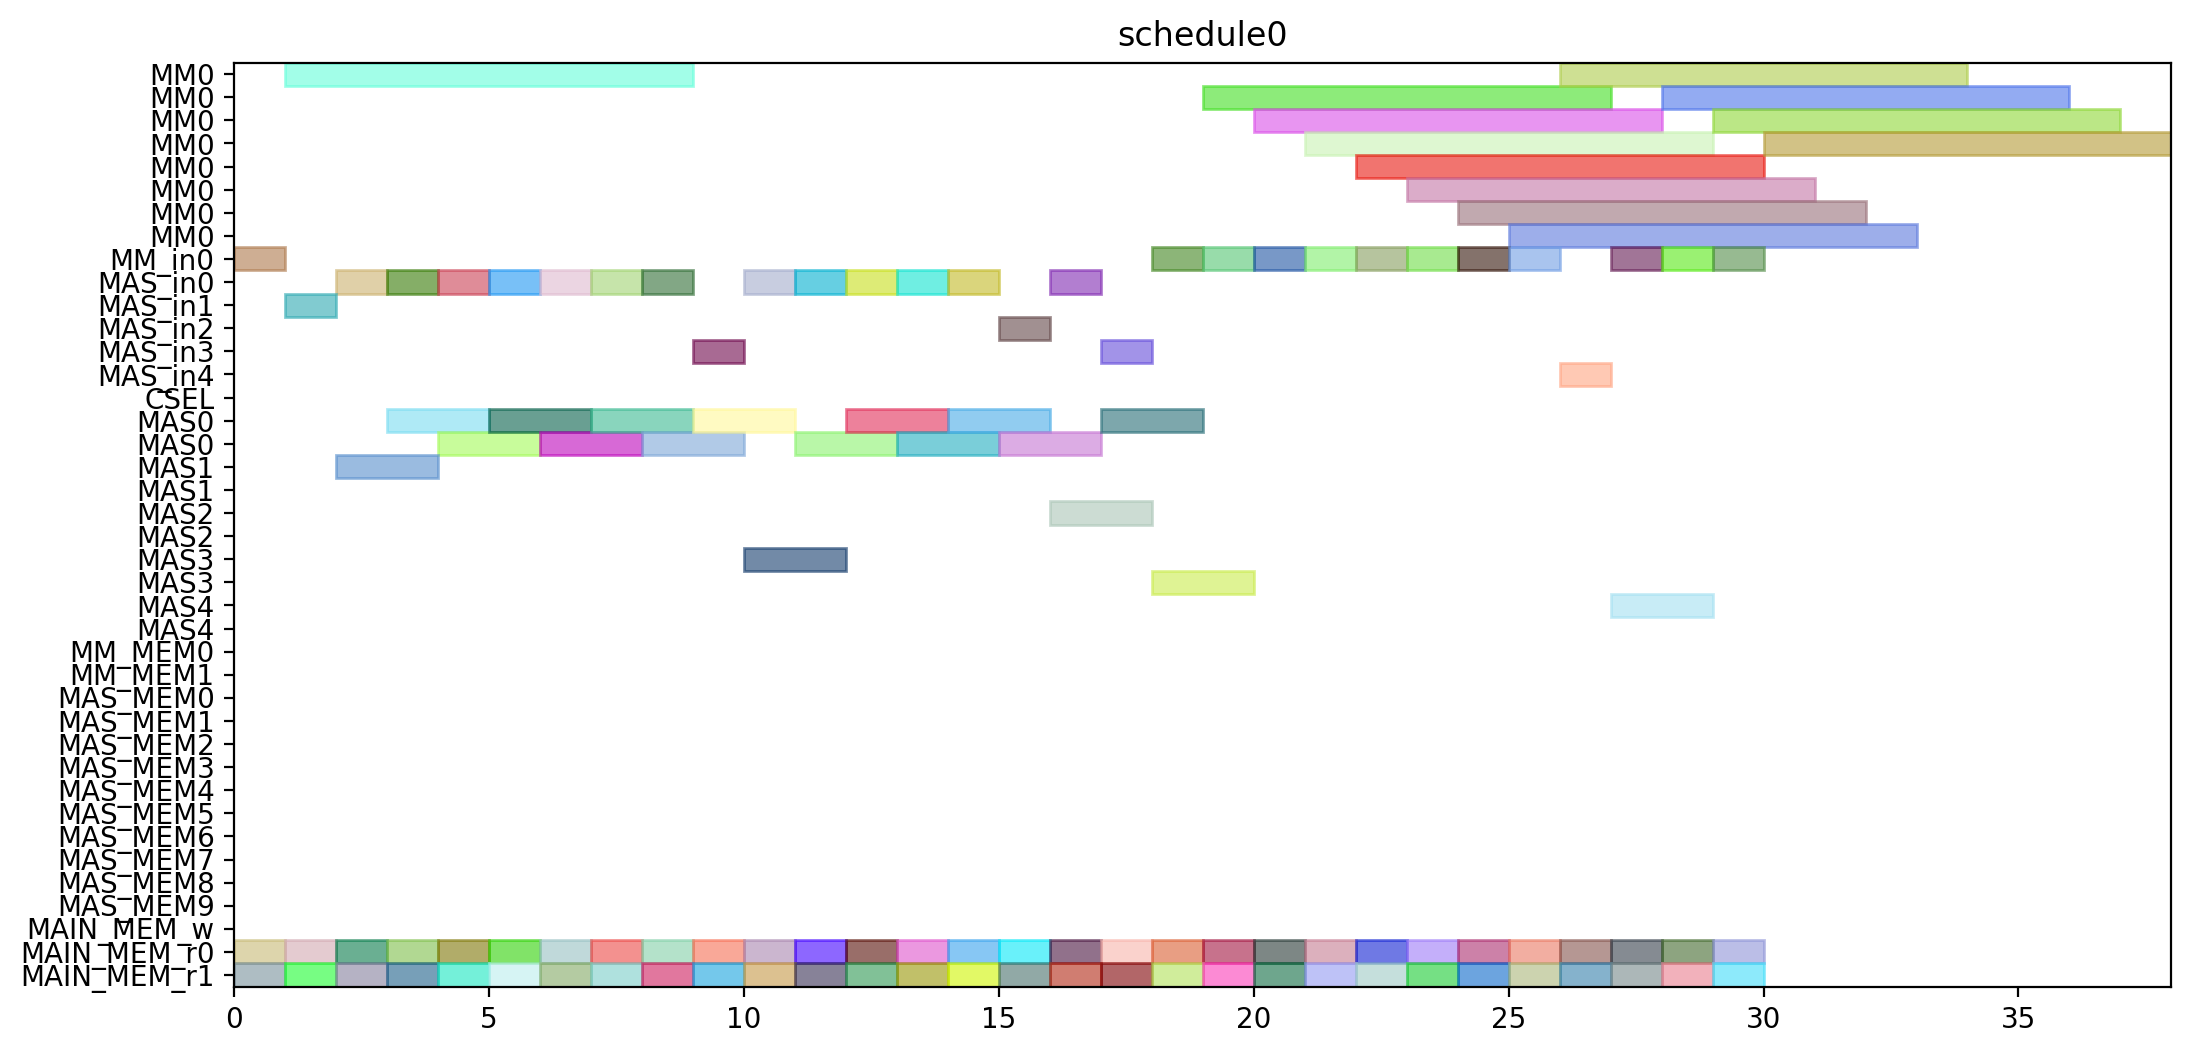 schedule0
MM0
MM0
MM0
MM0
MM0
MM0
MM0
MM0
MM_in0
MAS_in0
MAS_in1
MAS_in2
MAS_in3
MAS_in4
CSEL
MAS0
MAS0
MAS1
MAS1
MAS2
MAS2
MAS3
MAS3
MAS4
MAS4
MM_MEM0
MM_MEM1
MAS_MEM0
MAS_MEM1
MAS_MEM2
MAS_MEM3
MAS_MEM4
MAS_MEM5
MAS_MEM6
MAS_MEM7
MAS_MEM8
MAS_MEM9
MAIN_MEM_w
MAIN_MEM_r0
MAIN_MEM_r1
0 5 10 15 20 25 30 35